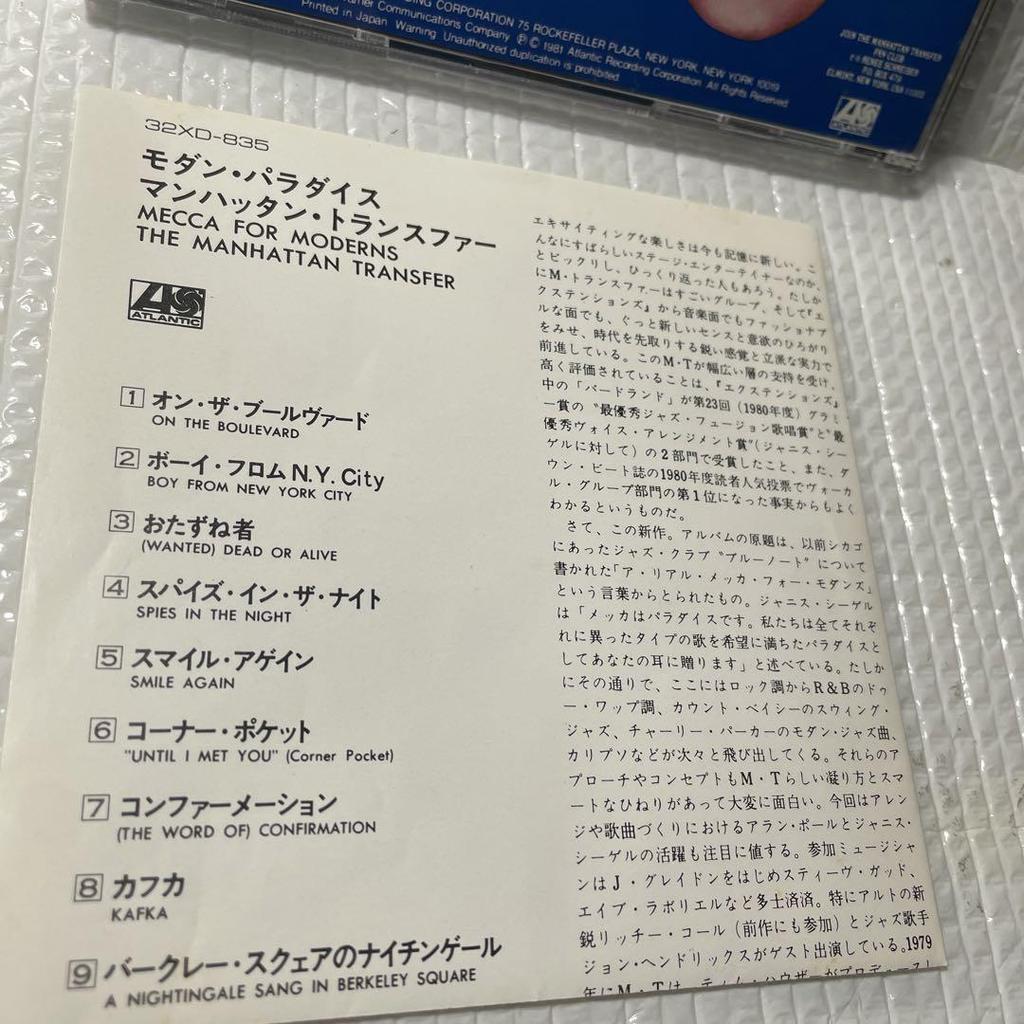 ING CORPORATION 75 ROCKEFELLER PLAZA, NEW YORK, NEW YORK 10019
Communications Company ℗ © 1981 Atlantic Recording Corporation All Rights Reserved
Printed in Japan Warning Unauthorized duplication is prohibited
JOIN THE MANHATTAN TRANSFER
FAN CLUB
32XD-835
モダン・パラダイス
マンハッタン・トランスファー
MECCA FOR MODERNS
THE MANHATTAN TRANSFER
ATLANTIC
1 オン・ザ・ブールヴァード
ON THE BOULEVARD
2 ボーイ・フロムN.Y. City
BOY FROM NEW YORK CITY
3 おたずね者
(WANTED) DEAD OR ALIVE
4 スパイズ・イン・ザ・ナイト
SPIES IN THE NIGHT
5 スマイル・アゲイン
SMILE AGAIN
6 コーナー・ポケット
"UNTIL I MET YOU" (Corner Pocket)
7 コンファーメーション
(THE WORD OF) CONFIRMATION
8 カフカ
KAFKA
9 バークレー・スクェアのナイチンゲール
A NIGHTINGALE SANG IN BERKELEY SQUARE
エキサイティングな楽しさは今も記憶に新しい。こ
んなにすばらしいステージ・エンターテイナーなのか、
とビックリし、ひっくり返った人もあろう。たしか
にM・トランスファーはすごいグループ、そして『エ
クステンションズ』から音楽面でもファッショナブ
ルな面でも、ぐっと新しいセンスと意欲のひろがり
をみせ、時代を先取りする鋭い感覚と立派な実力で
前進している。このM・Tが幅広い層の支持を受け、
高く評価されていることは、『エクステンションズ』
中の「バードランド」が第23回(1980年度)グラミ
ー賞の“最優秀ジャズ・フュージョン歌唱賞”と“最
優秀ヴォイス・アレンジメント賞”(ジャニス・シー
ゲルに対して)の2部門で受賞したこと、また、ダ
ウン・ビート誌の1980年度読者人気投票でヴォーカ
ル・グループ部門の第1位になった事実からもよく
わかるというものだ。
さて、この新作。アルバムの原題は、以前シカゴ
にあったジャズ・クラブ“ブルーノート”について
書かれた「ア・リアル・メッカ・フォー・モダンズ」
という言葉からとられたもの。ジャニス・シーゲル
は「メッカはパラダイスです。私たちは全てそれぞ
れに異ったタイプの歌を希望に満ちたパラダイスと
してあなたの耳に贈ります」と述べている。たしか
にその通りで、ここにはロック調からR&Bのドゥ
ー・ワップ調、カウント・ベイシーのスウィング・
ジャズ、チャーリー・パーカーのモダン・ジャズ曲、
カリプソなどが次々と飛び出してくる。それらのア
プローチやコンセプトもM・Tらしい凝り方とスマ
ートなひねりがあって大変に面白い。今回はアレン
ジや歌曲づくりにおけるアラン・ポールとジャニス・
シーゲルの活躍も注目に値する。参加ミュージシャ
ンはJ・グレイドンをはじめスティーヴ・ガッド、
エイブ・ラボリエルなど多士済済。特にアルトの新
鋭リッチー・コール(前作にも参加)とジャズ歌手
ジョン・ヘンドリックスがゲスト出演している。1979
年にM・Tは、ティム・ハウザーがプロデュースし